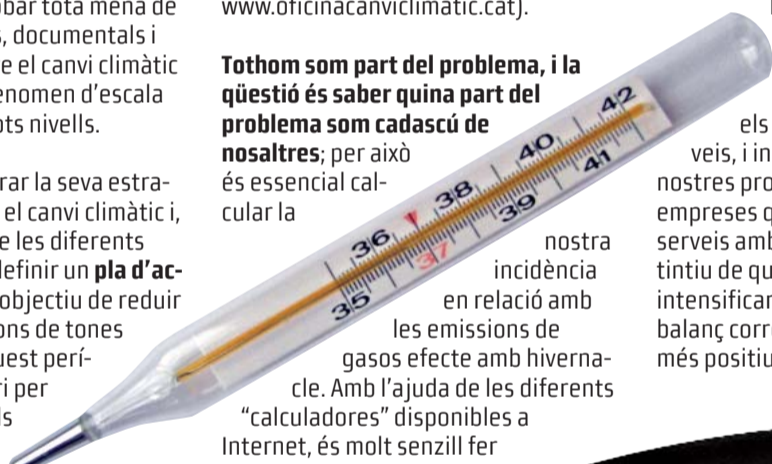 obar tota mena de
s, documentals i
e el canvi climàtic
enomen d'escala
ots nivells.
rar la seva estra-
el canvi climàtic i,
e les diferents
definir un pla d'ac-
objectiu de reduir
ons de tones
uest perí-
ri per
ls
www.oficinacanviclimatic.cat).
Tothom som part del problema, i la
qüestió és saber quina part del
problema som cadascú de
nosaltres; per això
és essencial cal-
cular la
nostra
incidència
en relació amb
les emissions de
gasos efecte amb hiverna-
cle. Amb l'ajuda de les diferents
“calculadores” disponibles a
Internet, és molt senzill fer
35 36 37 38 39 40 41 42
els
veis, i in
nostres pro
empreses q
serveis amb
tintiu de qu
intensificar
balanç corr
més positiu